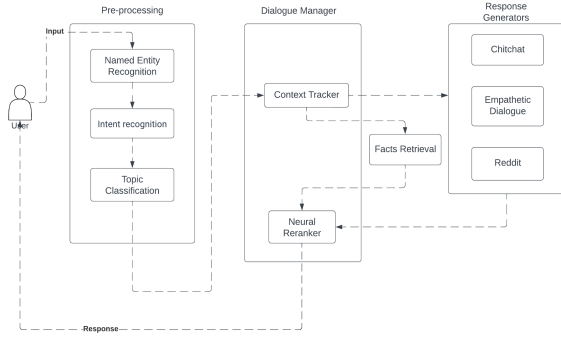 Pre-processing
Dialogue Manager
Response
Generators
Input
Named Entity
Recognition
Chitchat
User
Context Tracker
Empathetic
Dialogue
Intent recognition
Facts Retrieval
Topic
Classification
Reddit
Neural
Reranker
Response